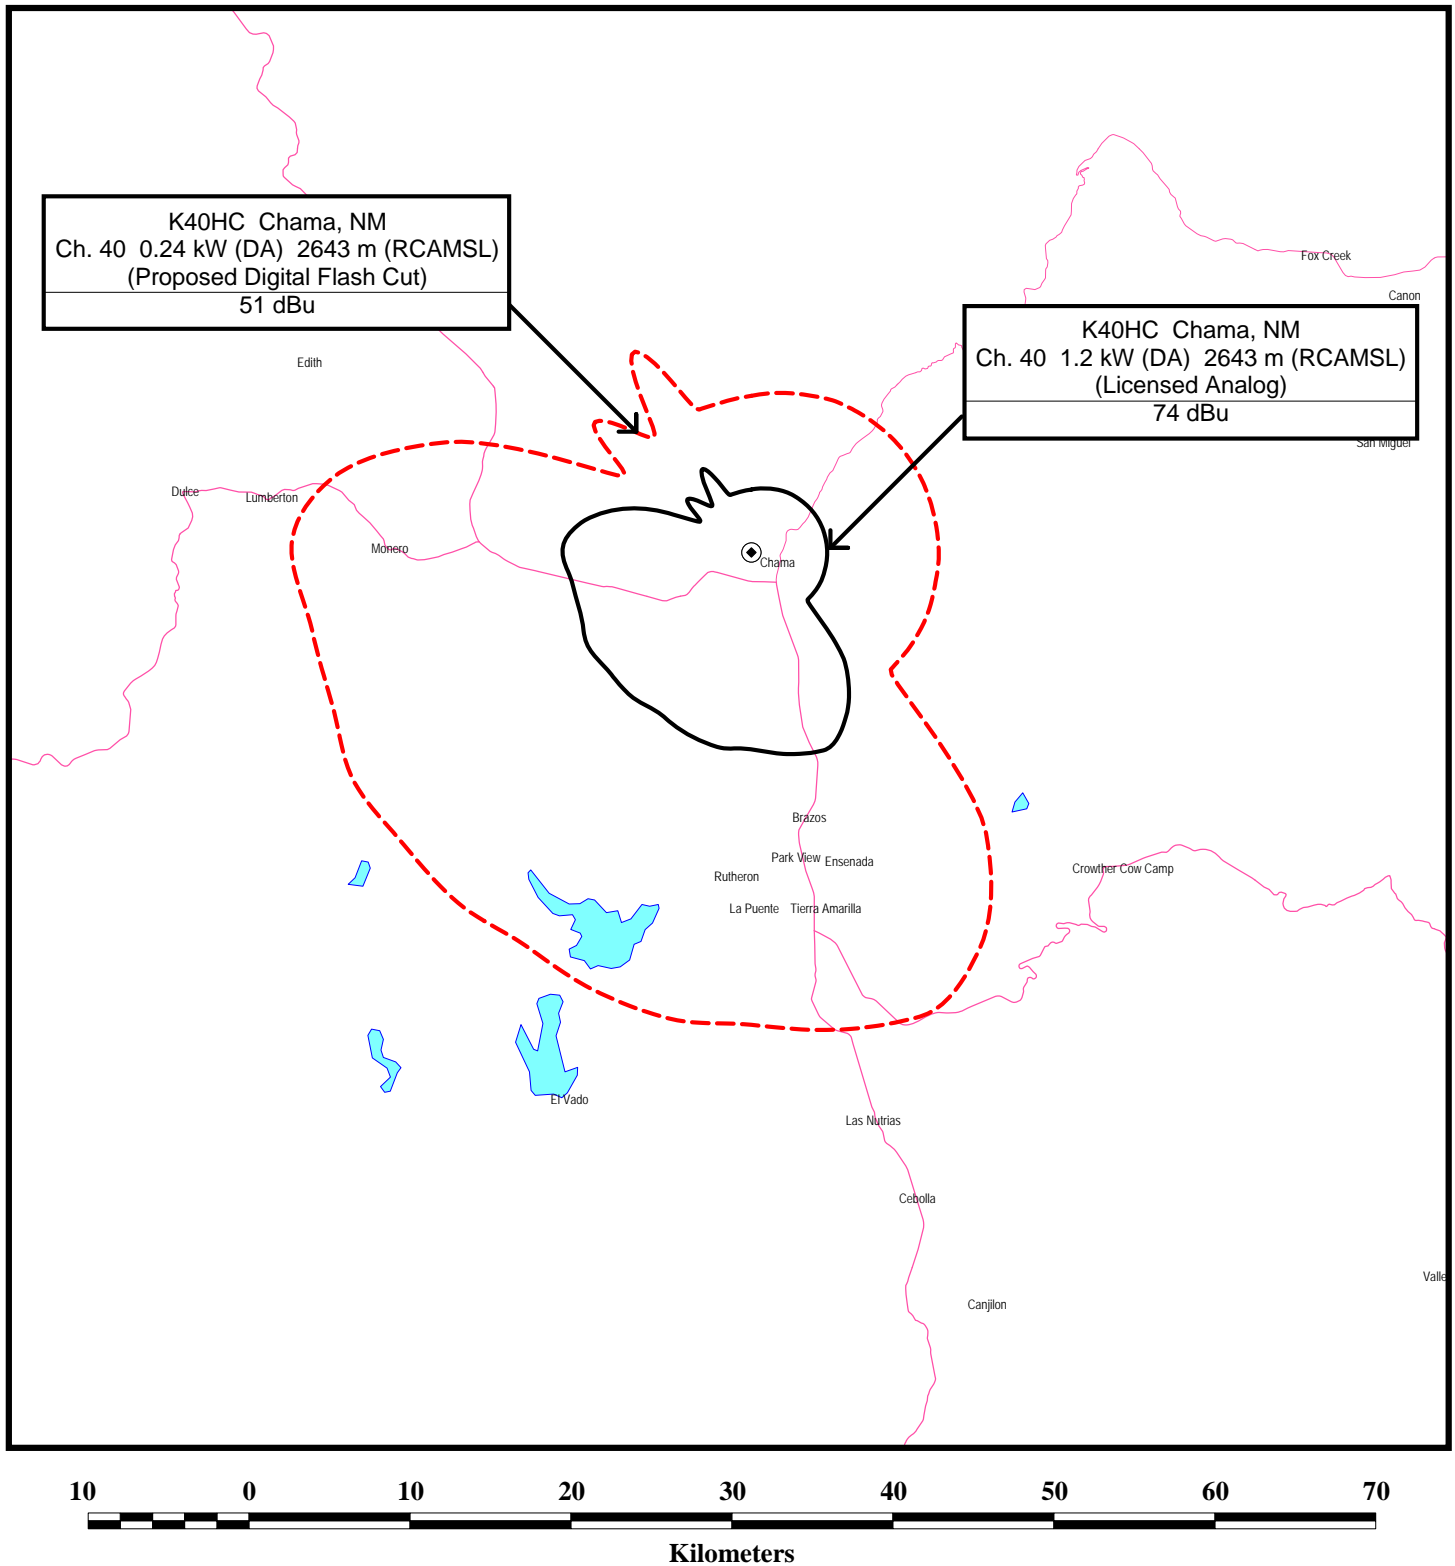 K40HC Chama, NM
Ch. 40 0.24 kW (DA) 2643 m (RCAMSL)
(Proposed Digital Flash Cut)
51 dBu
Fox Creek
Canon
K40HC Chama, NM
Ch. 40 1.2 kW (DA) 2643 m (RCAMSL)
(Licensed Analog)
74 dBu
Edith
San Miguel
Dulce
Lumberton
Monero
Chama
Brazos
Park View
Ensenada
Rutheron
Crowther Cow Camp
La Puente
Tierra Amarilla
El Vado
Las Nutrias
Cebolla
Valle
Canjilon
10 0 10 20 30 40 50 60 70
Kilometers